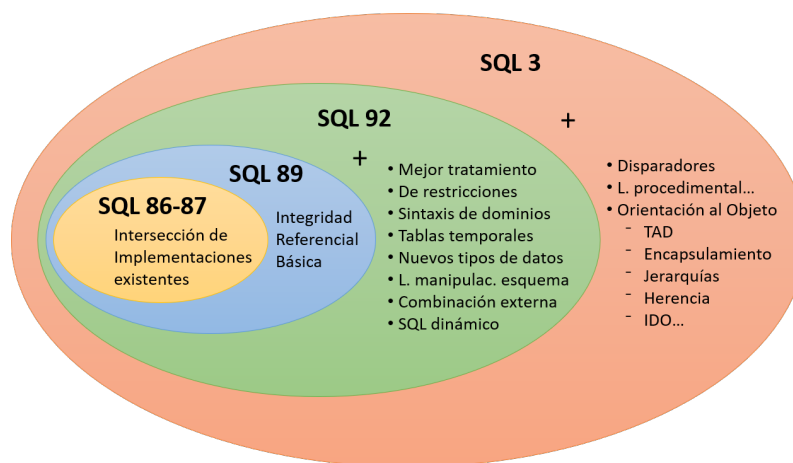 SQL 3
+
SQL 92
+
SQL 89
SQL 86-87
Intersección de
Implementaciones
existentes
Integridad
Referencial
Básica
• Mejor tratamiento
• De restricciones
• Sintaxis de dominios
• Tablas temporales
• Nuevos tipos de datos
• L. manipulac. esquema
• Combinación externa
• SQL dinámico
• Disparadores
• L. procedimental...
• Orientación al Objeto
- TAD
- Encapsulamiento
- Jerarquías
- Herencia
- IDO...